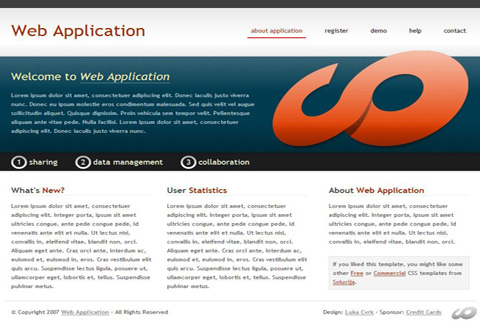 Web Application
about application
register
demo
help
contact
Welcome to Web Application
Lorem ipsum dolor sit amet, consectetuer
adipiscing elit. Donec iaculis justo viverra
nunc. Donec eu ipsum molestie eros condimentum malesuada. Sed quis velit vel augue
sollicitudin aliquet. Quisque dignissim. Proin vehicula sem tempor velit. Pellentesque
aliquam ante vitae pede. Nulla facilisi. Lorem ipsum dolor sit amet, consectetuer
adipiscing elit. Donec iaculis justo viverra nunc.
1 sharing
2 data management
3 collaboration
What's New?
Lorem ipsum dolor sit amet, consectetuer
adipiscing elit. Integer porta, ipsum sit amet
ultricies congue, ante pede congue pede, id
venenatis ante elit et nulla. Ut lectus nisl,
convallis in, eleifend vitae, blandit non, orci.
Aliquam eget ante. Cras orci ante, interdum ac,
euismod et, euismod in, eros. Cras vestibulum elit
quis arcu. Suspendisse lectus ligula, posuere ut,
ullamcorper eget, lobortis sed, tellus.
User Statistics
Lorem ipsum dolor sit amet, consectetuer
adipiscing elit. Integer porta, ipsum sit amet
ultricies congue, ante pede congue pede, id
venenatis ante elit et nulla. Ut lectus nisl,
convallis in, eleifend vitae, blandit non, orci.
Aliquam eget ante. Cras orci ante, interdum ac,
euismod et, euismod in, eros. Cras vestibulum elit
quis arcu. Suspendisse lectus ligula, posuere ut,
ullamcorper eget, lobortis sed, tellus.
About Web Application
Lorem ipsum dolor sit amet, consectetuer
adipiscing elit. Integer porta, ipsum sit amet
ultricies congue, ante pede congue pede, id
venenatis ante elit et nulla. Ut lectus nisl,
convallis in, eleifend vitae, blandit non, orci.
If you liked this template, you might like some
other Free or Commercial CSS templates from
Solucija.
© Copyright 2007 Web Application - All Rights Reserved
Design: Luka Cvrk - Sponsor: Credit Cards